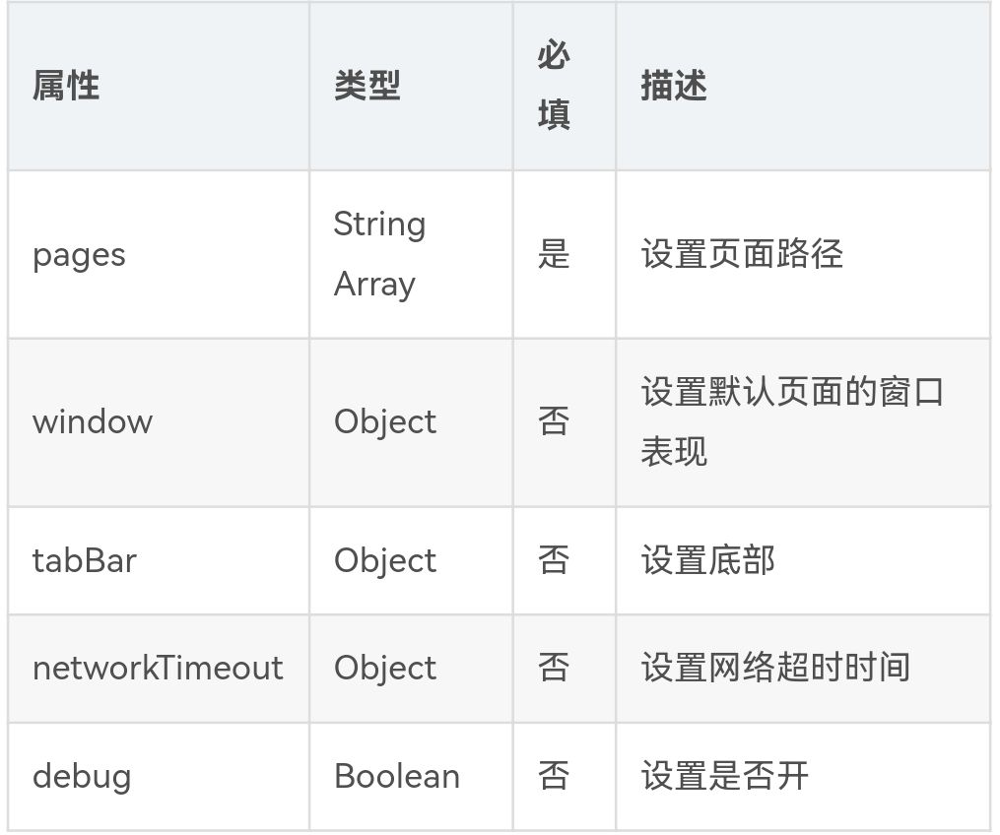 属性 类型 必填 描述
pages String Array 是 设置页面路径
window Object 否 设置默认页面的窗口表现
tabBar Object 否 设置底部
networkTimeout Object 否 设置网络超时时间
debug Boolean 否 设置是否开